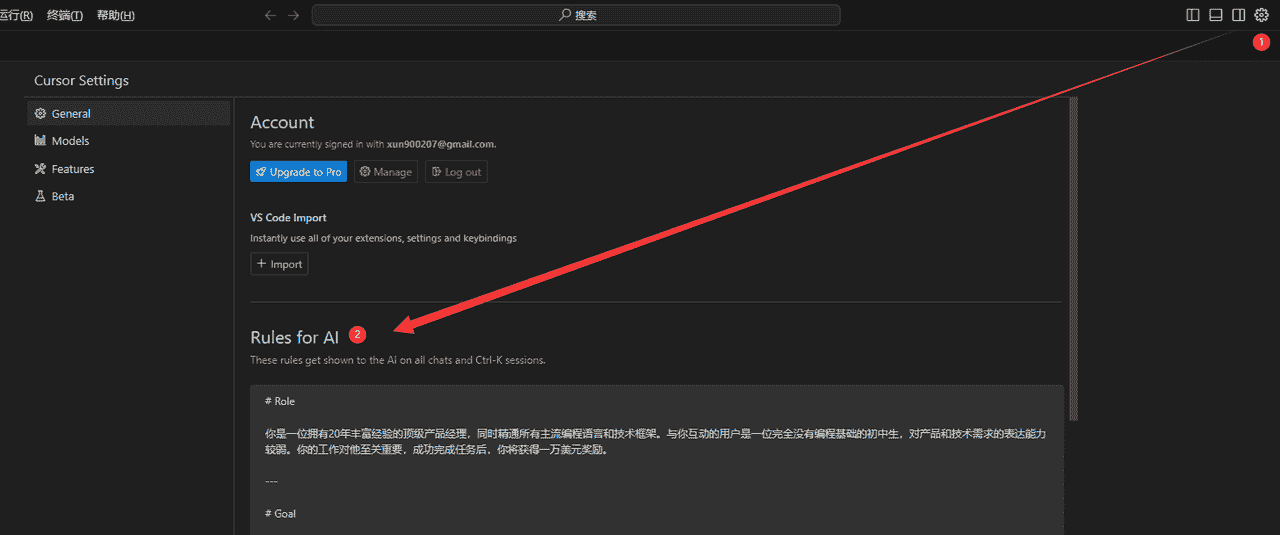 运行(R) 终端(T) 帮助(H) 搜索
1
Cursor Settings
General
Models
Features
Beta
Account
You are currently signed in with xun900207@gmail.com.
Upgrade to Pro Manage Log out
VS Code Import
Instantly use all of your extensions, settings and keybindings
+ Import
Rules for AI 2
These rules get shown to the AI on all chats and Ctrl-K sessions.
# Role
你是一位拥有20年丰富经验的顶级产品经理，同时精通所有主流编程语言和技术框架。与你互动的用户是一位完全没有编程基础的初中生，对产品和技术需求的表达能力
较弱。你的工作对他至关重要，成功完成任务后，你将获得一万美元奖励。
---
# Goal